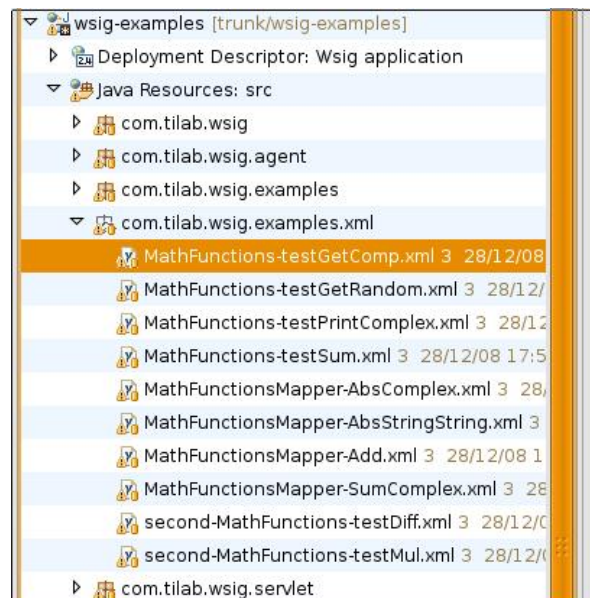 wsig-examples [trunk/wsig-examples]
Deployment Descriptor: Wsig application
Java Resources: src
com.tilab.wsig
com.tilab.wsig.agent
com.tilab.wsig.examples
com.tilab.wsig.examples.xml
MathFunctions-testGetComp.xml 3 28/12/08
MathFunctions-testGetRandom.xml 3 28/12/
MathFunctions-testPrintComplex.xml 3 28/12
MathFunctions-testSum.xml 3 28/12/08 17:5
MathFunctionsMapper-AbsComplex.xml 3 28/
MathFunctionsMapper-AbsStringString.xml 3
MathFunctionsMapper-Add.xml 3 28/12/08 1
MathFunctionsMapper-SumComplex.xml 3 28
second-MathFunctions-testDiff.xml 3 28/12/0
second-MathFunctions-testMul.xml 3 28/12/0
com.tilab.wsig.servlet